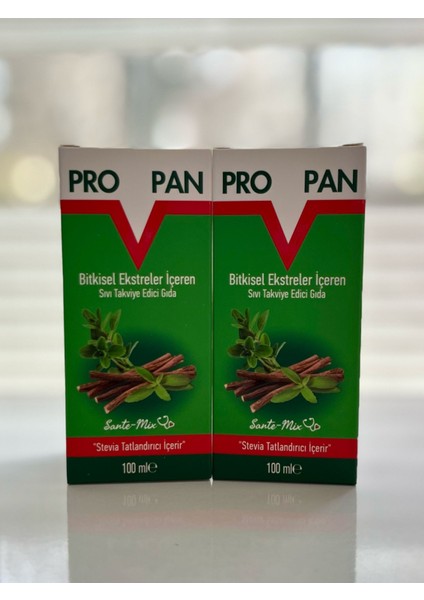 PRO PAN
Bitkisel Ekstreler İçeren
Sıvı Takviye Edici Gıda
Sante-Mix
"Stevia Tatlandırıcı İçerir"
100 ml℮
PRO PAN
Bitkisel Ekstreler İçeren
Sıvı Takviye Edici Gıda
Sante-Mix
"Stevia Tatlandırıcı İçerir"
100 ml℮